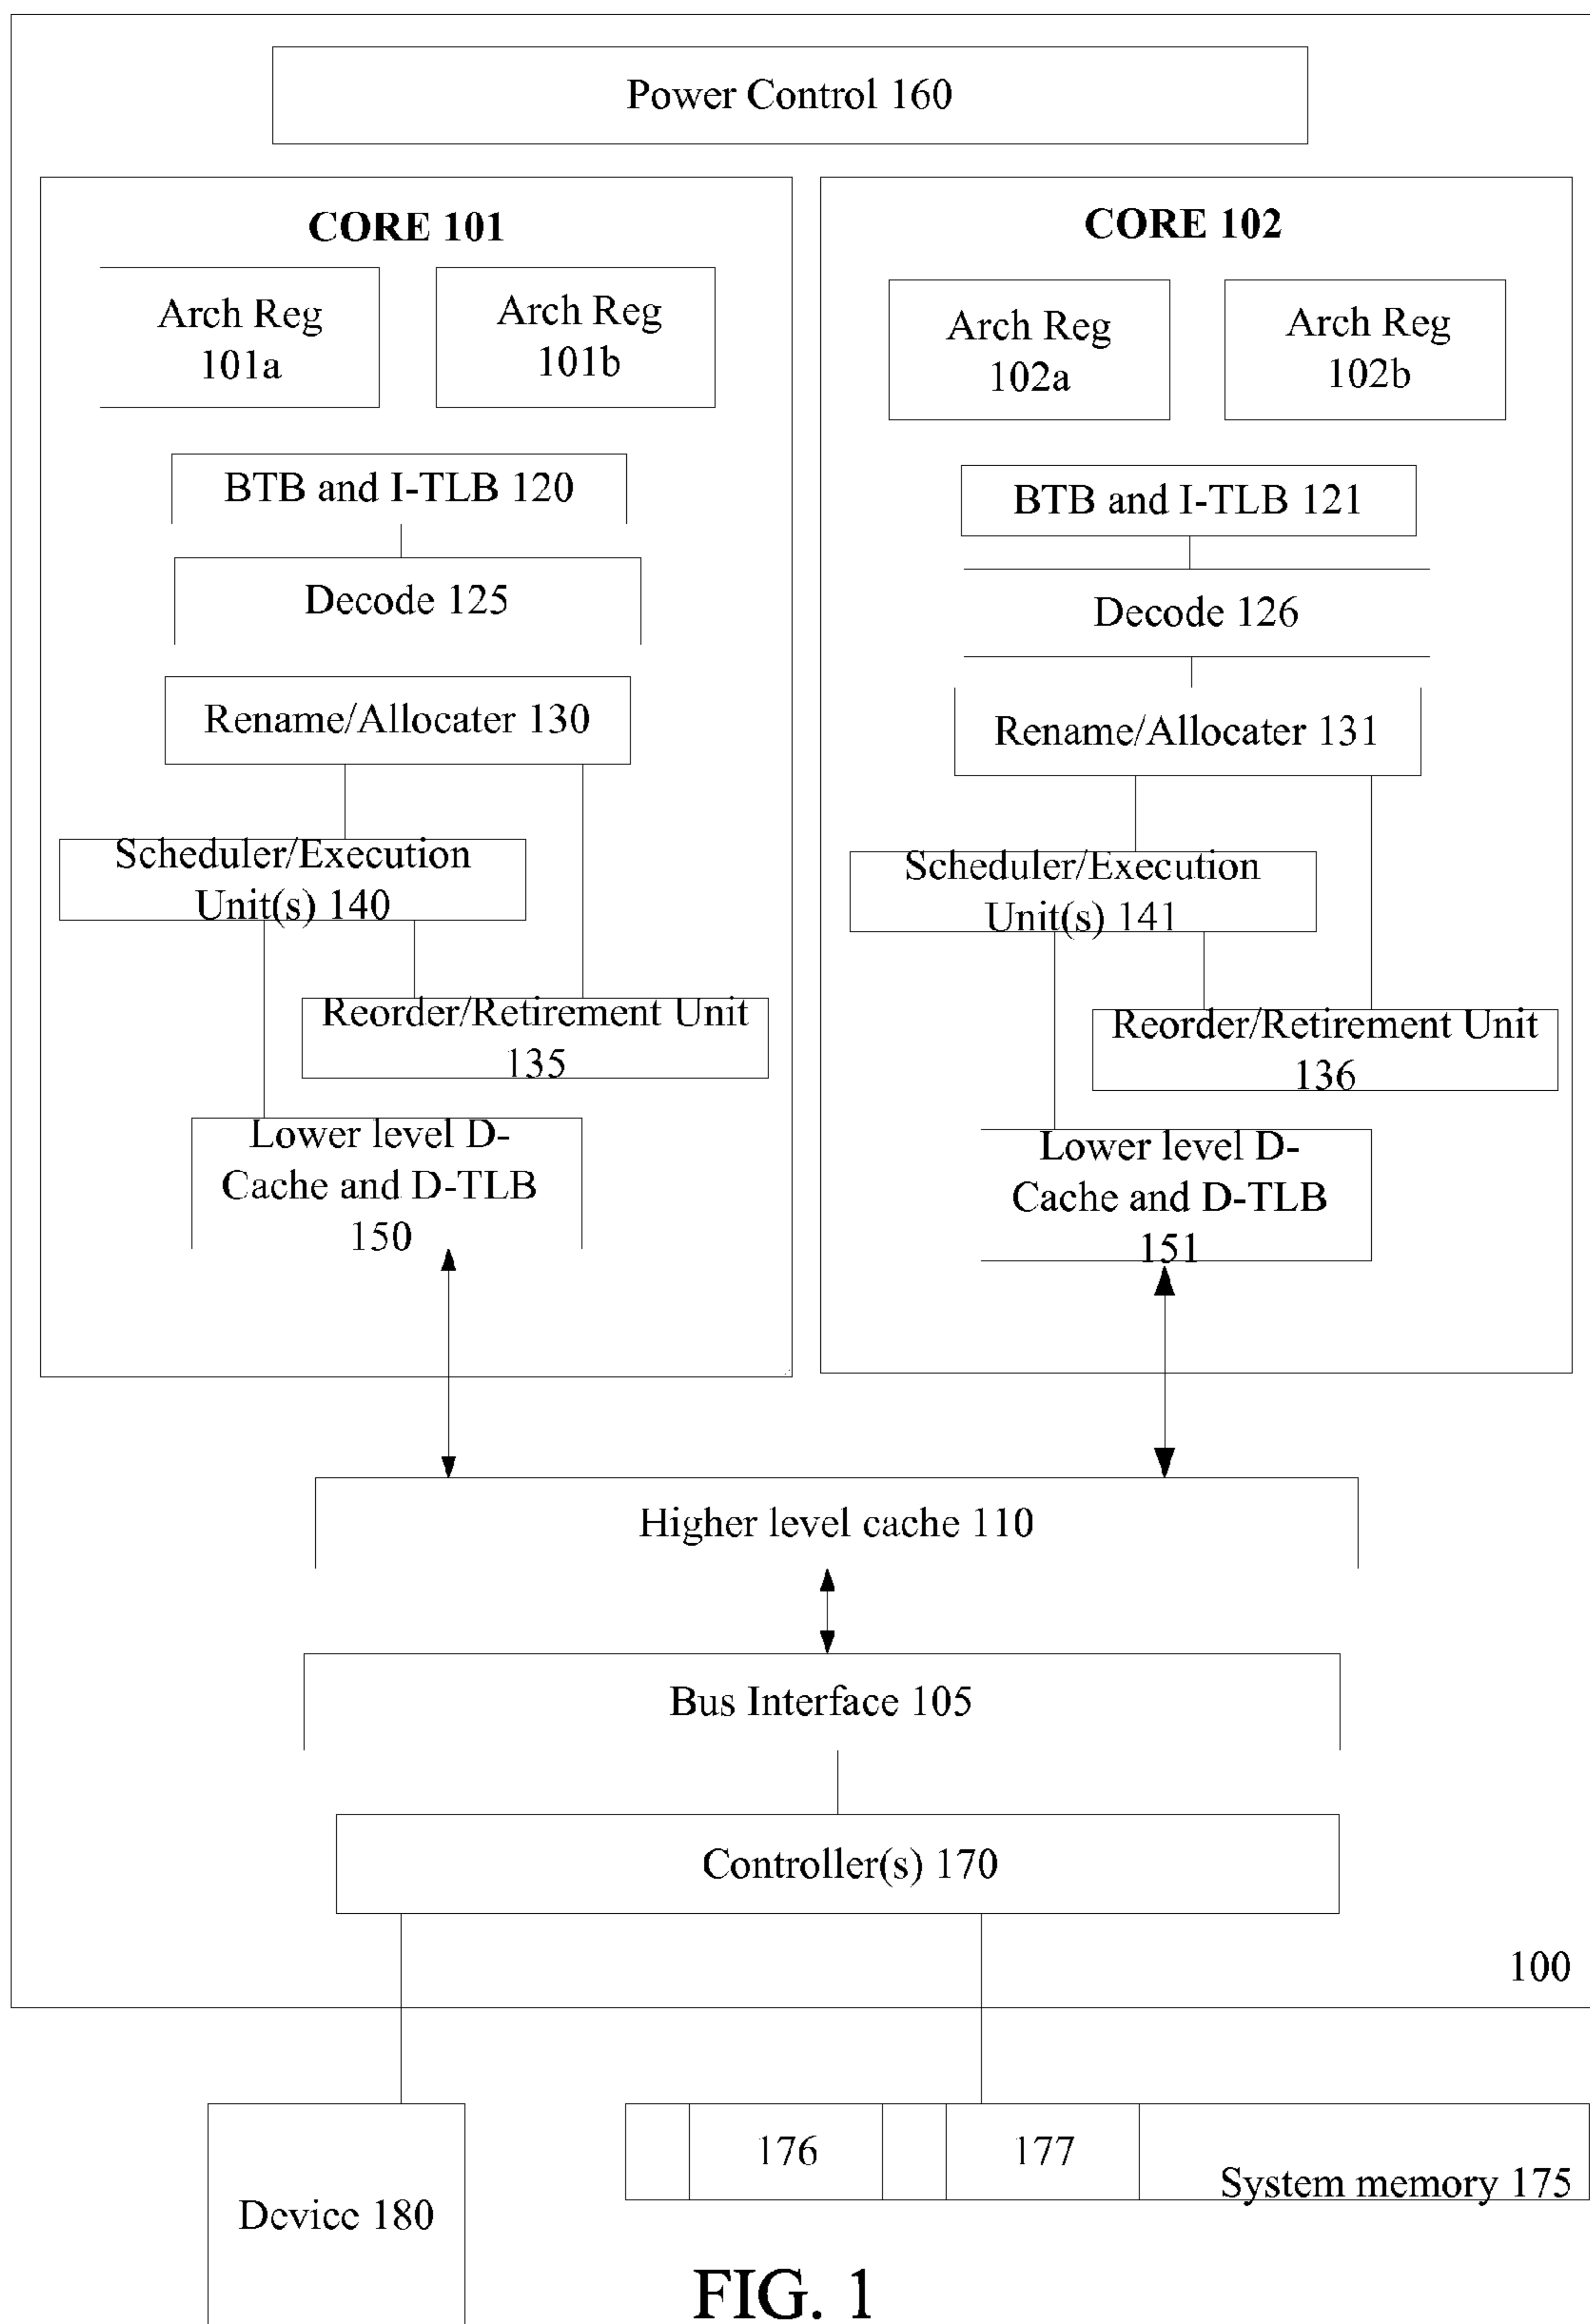 Power Control 160
CORE 101
Arch Reg
101a
Arch Reg
101b
BTB and I-TLB 120
Decode 125
Rename/Allocater 130
Scheduler/Execution
Unit(s) 140
Reorder/Retirement Unit
135
Lower level D-
Cache and D-TLB
150
CORE 102
Arch Reg
102a
Arch Reg
102b
BTB and I-TLB 121
Decode 126
Rename/Allocater 131
Scheduler/Execution
Unit(s) 141
Reorder/Retirement Unit
136
Lower level D-
Cache and D-TLB
151
Higher level cache 110
Bus Interface 105
Controller(s) 170
100
Device 180
176
177
System memory 175
FIG. 1